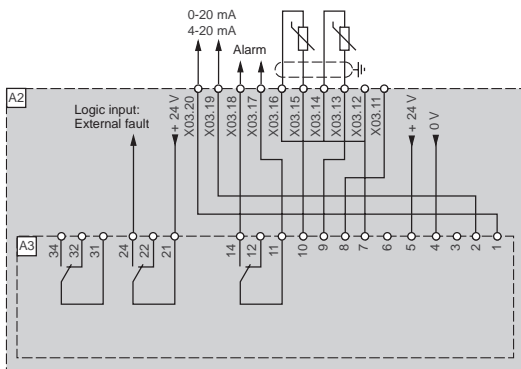 0-20 mA
4-20 mA
Alarm
A2
Logic input:
External fault
+ 24 V
X03.20
X03.19
X03.18
X03.17
X03.16
X03.15
X03.14
X03.13
X03.12
X03.11
+ 24 V
0 V
A3
34
32
31
24
22
21
14
12
11
10
9
8
7
6
5
4
3
2
1